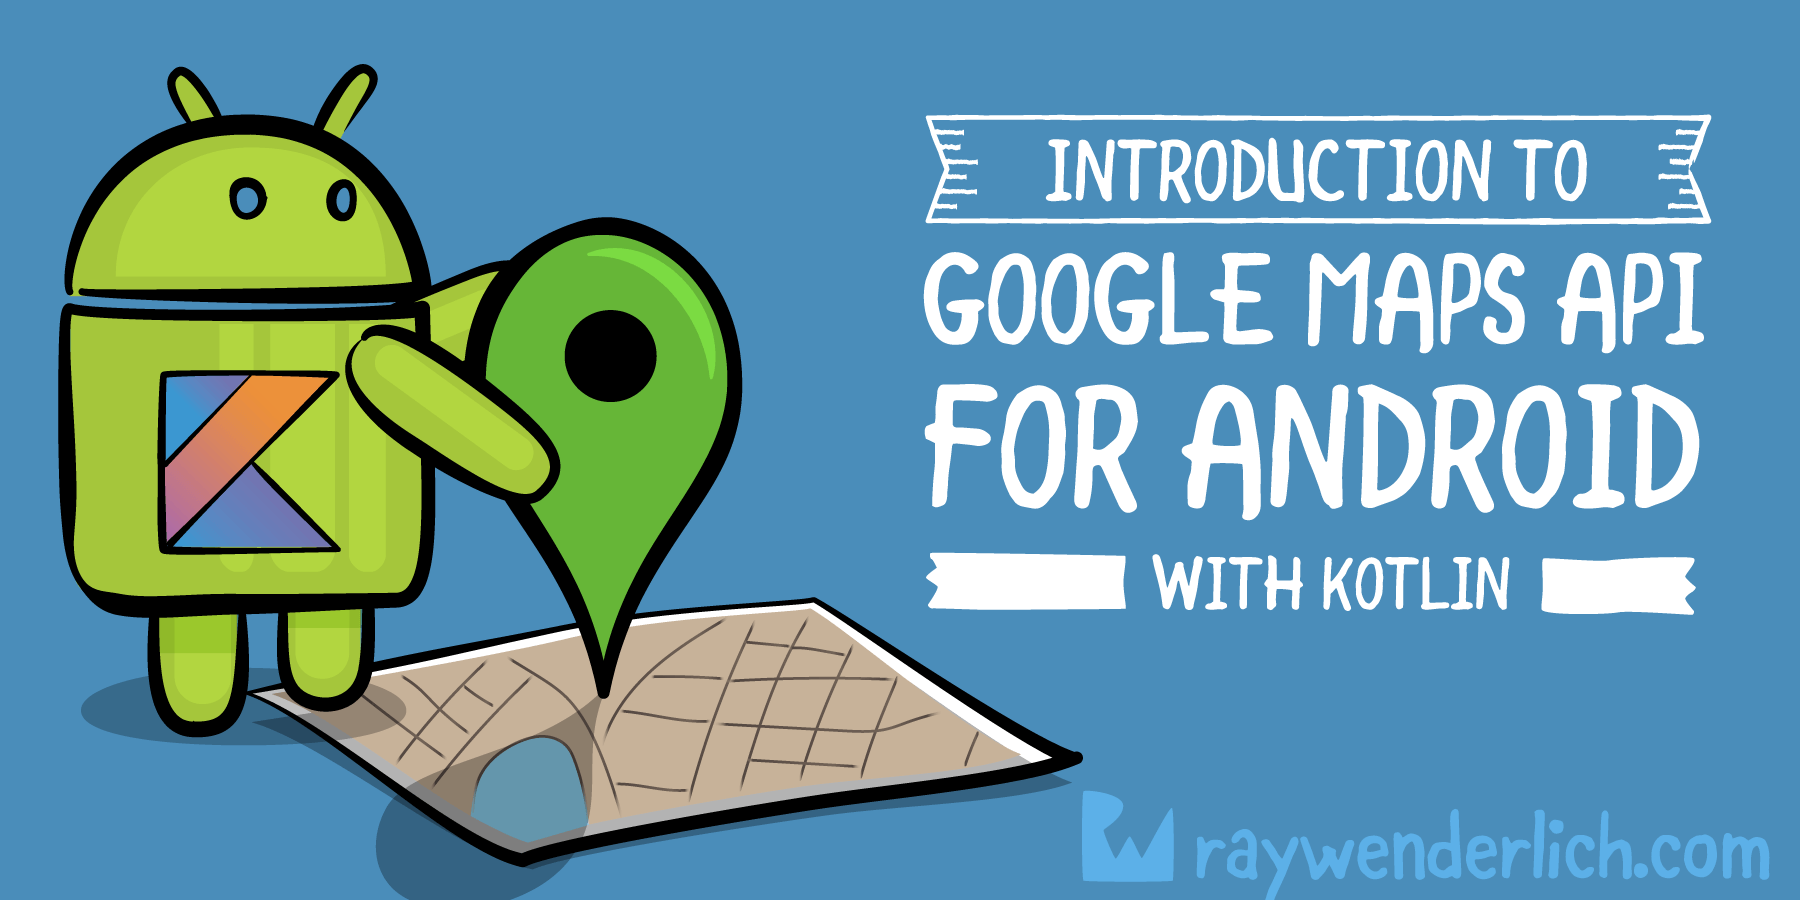 INTRODUCTION TO
GOOGLE MAPS API
FOR ANDROID
WITH KOTLIN
raywenderlich.com